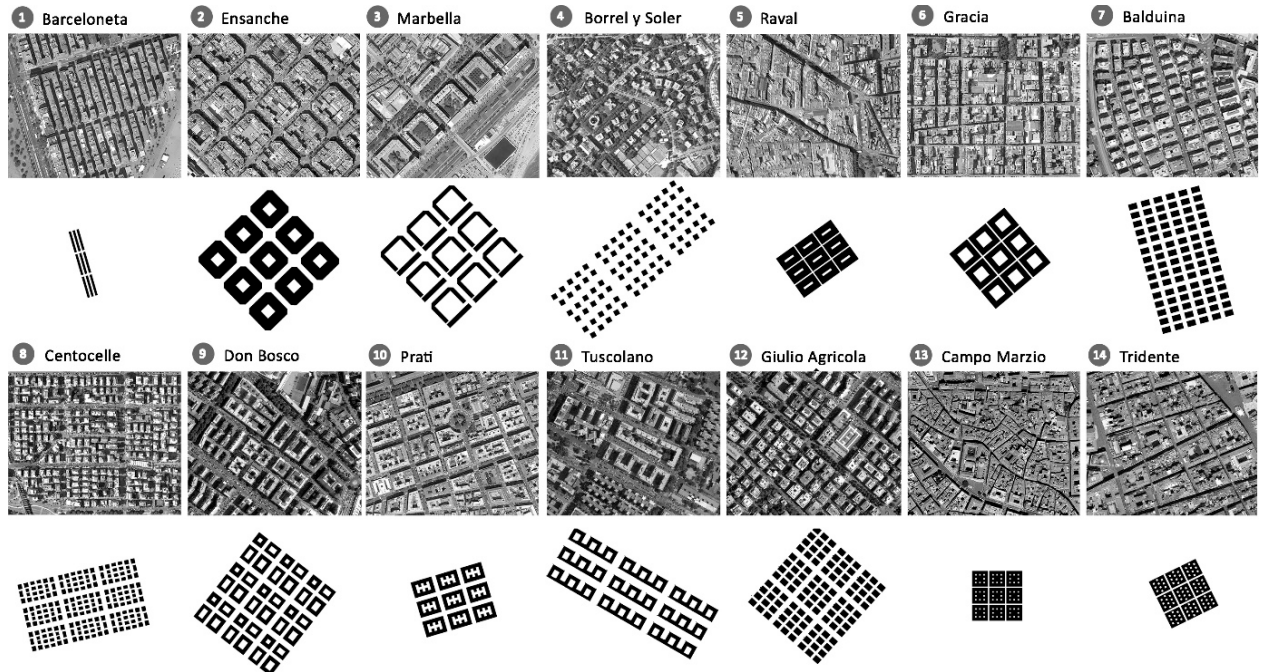 1 Barceloneta
2 Ensanche
3 Marbella
4 Borrel y Soler
5 Raval
6 Gracia
7 Balduina
8 Centocelle
9 Don Bosco
10 Prati
11 Tuscolano
12 Giulio Agricola
13 Campo Marzio
14 Tridente